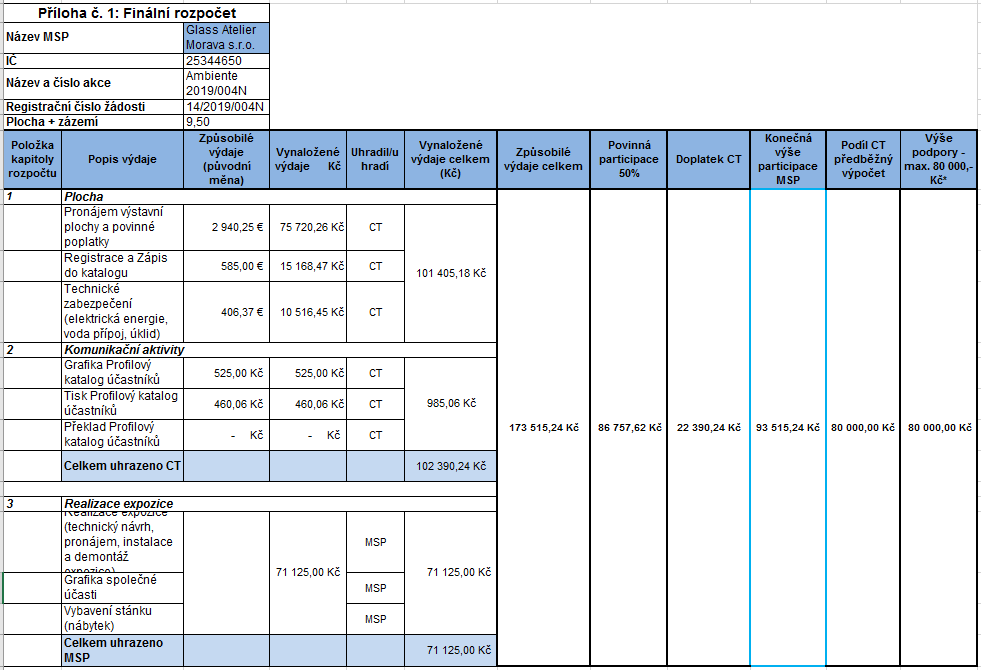 Příloha č. 1: Finální rozpočet
Název MSP
Glass Atelier
Morava s.r.o.
IČ
25344650
Název a číslo akce
Ambiente
2019/004N
Registrační číslo žádosti
14/2019/004N
Plocha + zázemí
9,50
Položka
kapitoly
rozpočtu
Popis výdaje
Způsobilé
výdaje
(původní
měna)
Vynaložené
výdaje Kč
Uhradil/u
hradí
Vynaložené
výdaje celkem
(Kč)
Způsobilé
výdaje celkem
Povinná
participace
50%
Doplatek CT
Konečná
výše
participace
MSP
Podíl CT
předběžný
výpočet
Výše
podpory -
max. 80 000,-
Kč*
1
Plocha
Pronájem výstavní
plochy a povinné
poplatky
2 940,25 €
75 720,26 Kč
CT
Registrace a Zápis
do katalogu
585,00 €
15 168,47 Kč
CT
101 405,18 Kč
Technické
zabezpečení
(elektrická energie,
voda přípoj, úklid)
406,37 €
10 516,45 Kč
CT
2
Komunikační aktivity
Grafika Profilový
katalog účastníků
525,00 Kč
525,00 Kč
CT
Tisk Profilový katalog
účastníků
460,06 Kč
460,06 Kč
CT
985,06 Kč
Překlad Profilový
katalog účastníků
- Kč
- Kč
CT
173 515,24 Kč
86 757,62 Kč
22 390,24 Kč
93 515,24 Kč
80 000,00 Kč
80 000,00 Kč
Celkem uhrazeno CT
102 390,24 Kč
3
Realizace expozice
Realizace expozice
(technický návrh,
pronájem, instalace
a demontáž
expozice)
71 125,00 Kč
MSP
71 125,00 Kč
Grafika společné
účasti
MSP
Vybavení stánku
(nábytek)
MSP
Celkem uhrazeno
MSP
71 125,00 Kč